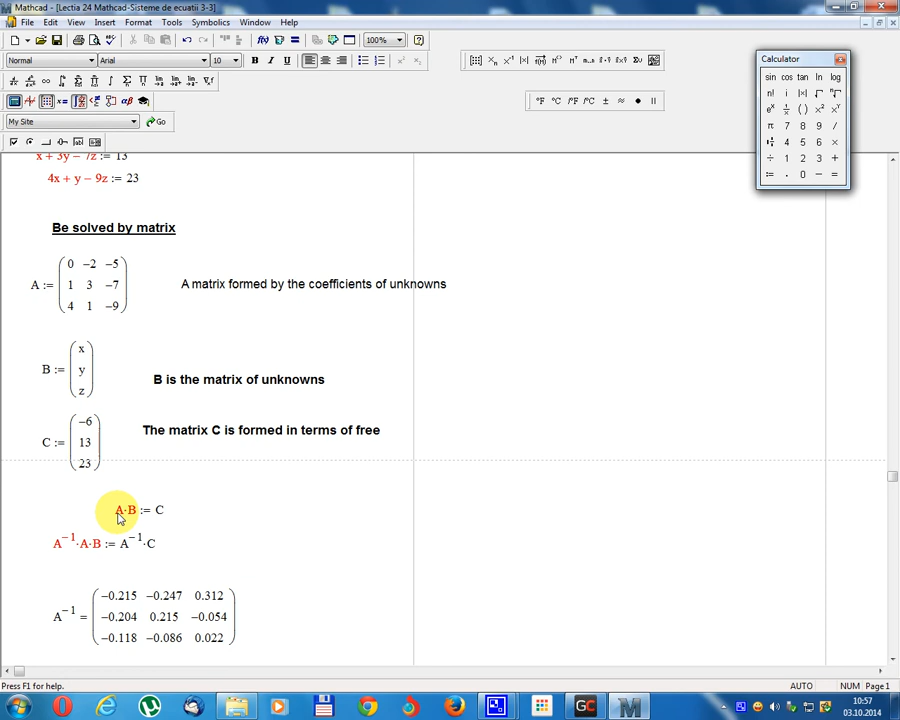 Mathcad - [Lectia 24 Mathcad-Sisteme de ecuatii 3-3]
File Edit View Insert Format Tools Symbolics Window Help
100%
Normal Arial 10 B I U
My Site Go
Calculator
sin cos tan ln log
n! i |×| √ ⁿ√
eˣ 1/x ( ) x² xʸ
π 7 8 9 /
4 5 6 ×
÷ 1 2 3 +
:= . 0 − =
°F °C °F °C ± ≈ ● ||
x + 3y − 7z := 13
4x + y − 9z := 23
Be solved by matrix
0 −2 −5
A := 1 3 −7 A matrix formed by the coefficients of unknowns
4 1 −9
x
B := y B is the matrix of unknowns
z
−6
C := 13 The matrix C is formed in terms of free
23
A·B := C
A⁻¹·A·B := A⁻¹·C
−0.215 −0.247 0.312
A⁻¹ = −0.204 0.215 −0.054
−0.118 −0.086 0.022
Press F1 for help. AUTO NUM Page1
10:57
03.10.2014